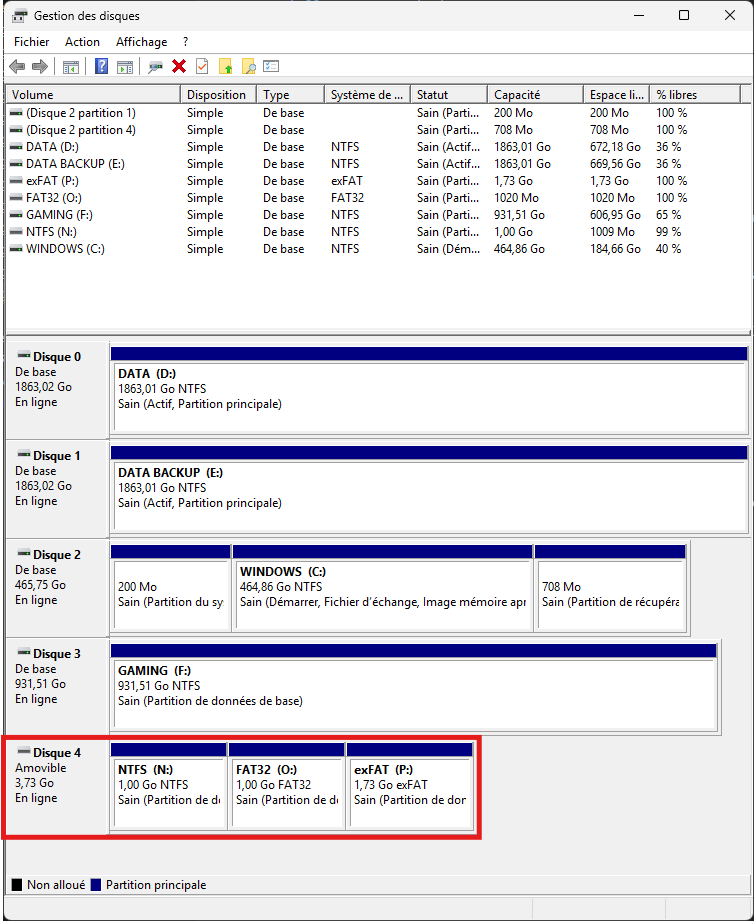 Gestion des disques
Fichier Action Affichage ?
Volume Disposition Type Système de ... Statut Capacité Espace li... % libres
(Disque 2 partition 1) Simple De base Sain (Parti... 200 Mo 200 Mo 100 %
(Disque 2 partition 4) Simple De base Sain (Parti... 708 Mo 708 Mo 100 %
DATA (D:) Simple De base NTFS Sain (Actif... 1863,01 Go 672,18 Go 36 %
DATA BACKUP (E:) Simple De base NTFS Sain (Actif... 1863,01 Go 669,56 Go 36 %
exFAT (P:) Simple De base exFAT Sain (Parti... 1,73 Go 1,73 Go 100 %
FAT32 (O:) Simple De base FAT32 Sain (Parti... 1020 Mo 1020 Mo 100 %
GAMING (F:) Simple De base NTFS Sain (Parti... 931,51 Go 606,95 Go 65 %
NTFS (N:) Simple De base NTFS Sain (Parti... 1,00 Go 1009 Mo 99 %
WINDOWS (C:) Simple De base NTFS Sain (Dém... 464,86 Go 184,66 Go 40 %
Disque 0
De base
1863,02 Go
En ligne
DATA (D:)
1863,01 Go NTFS
Sain (Actif, Partition principale)
Disque 1
De base
1863,02 Go
En ligne
DATA BACKUP (E:)
1863,01 Go NTFS
Sain (Actif, Partition principale)
Disque 2
De base
465,75 Go
En ligne
200 Mo
Sain (Partition du sy
WINDOWS (C:)
464,86 Go NTFS
Sain (Démarrer, Fichier d'échange, Image mémoire apr
708 Mo
Sain (Partition de récupéra
Disque 3
De base
931,51 Go
En ligne
GAMING (F:)
931,51 Go NTFS
Sain (Partition de données de base)
Disque 4
Amovible
3,73 Go
En ligne
NTFS (N:)
1,00 Go NTFS
Sain (Partition de d
FAT32 (O:)
1,00 Go FAT32
Sain (Partition de d
exFAT (P:)
1,73 Go exFAT
Sain (Partition de don
Non alloué Partition principale